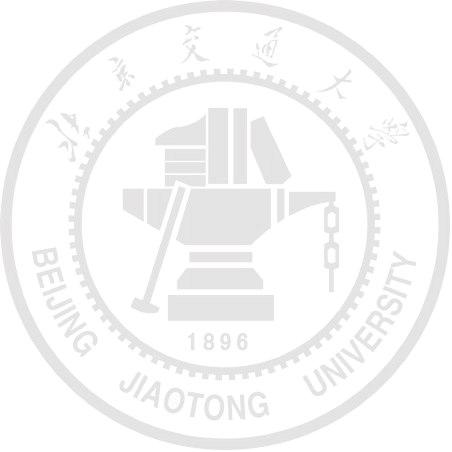 北京交通大学
1896
BEIJING JIAOTONG UNIVERSITY